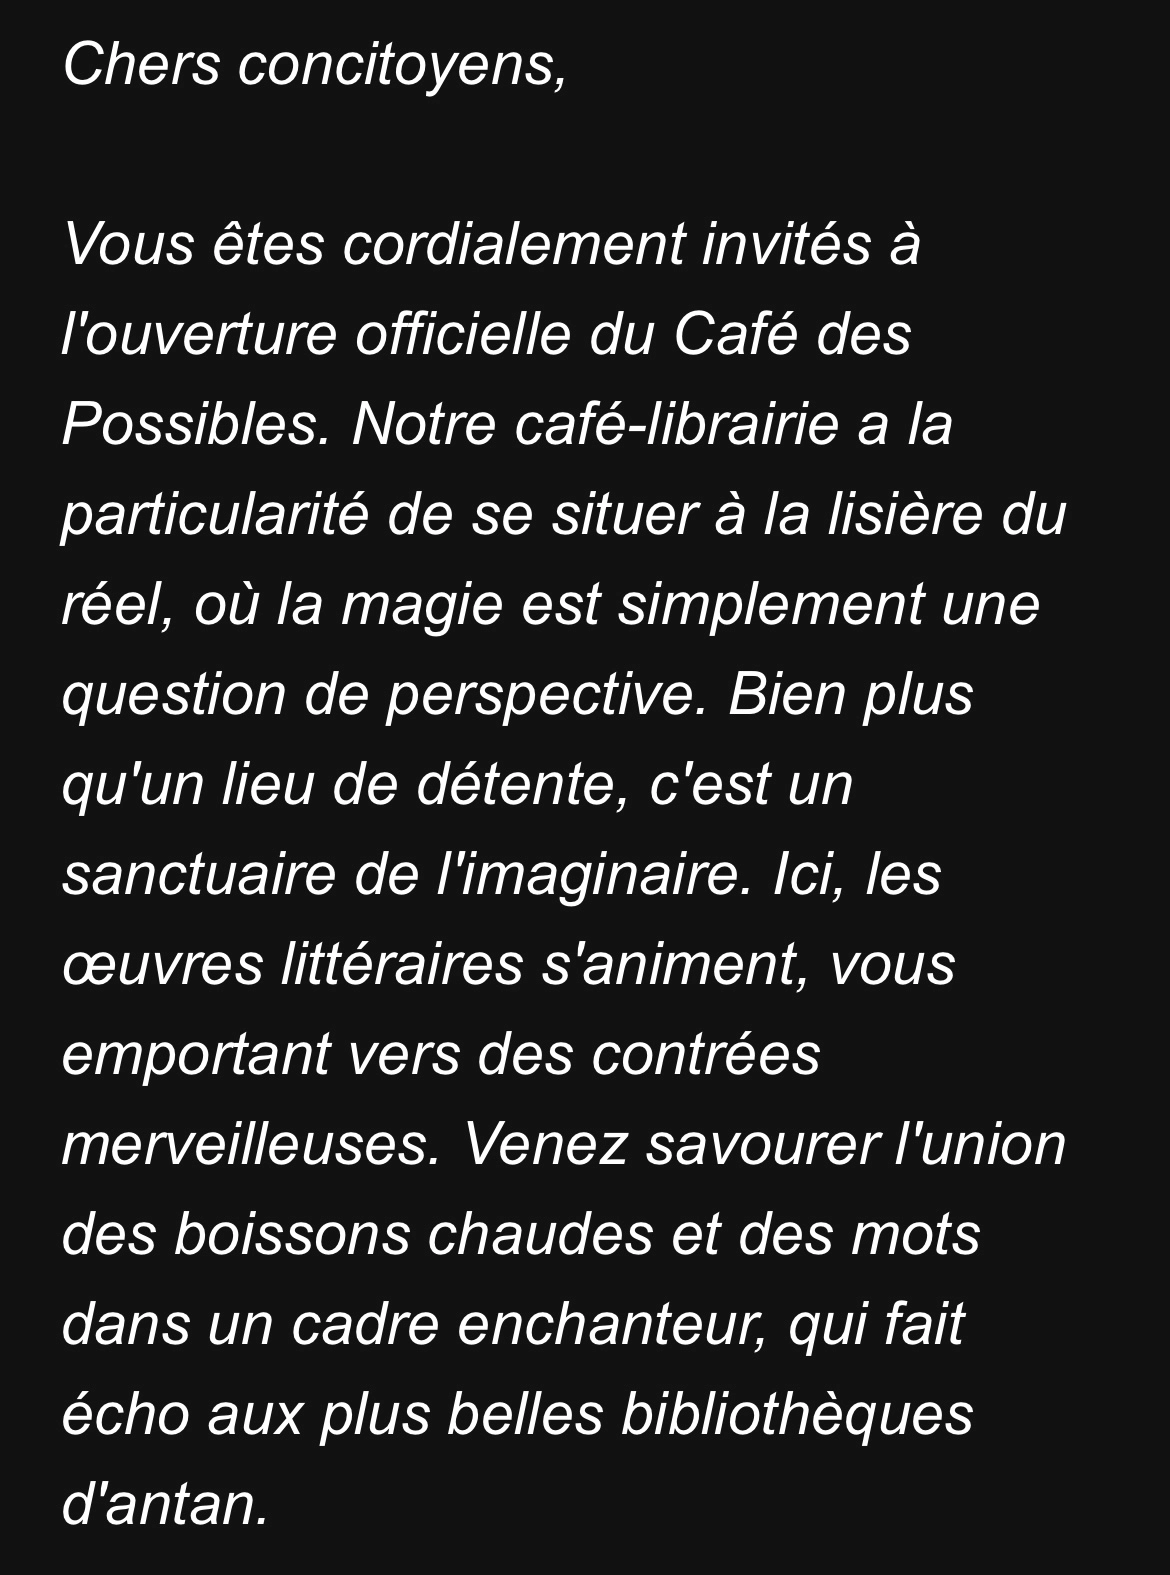 Chers concitoyens,
Vous êtes cordialement invités à
l'ouverture officielle du Café des
Possibles. Notre café-librairie a la
particularité de se situer à la lisière du
réel, où la magie est simplement une
question de perspective. Bien plus
qu'un lieu de détente, c'est un
sanctuaire de l'imaginaire. Ici, les
œuvres littéraires s'animent, vous
emportant vers des contrées
merveilleuses. Venez savourer l'union
des boissons chaudes et des mots
dans un cadre enchanteur, qui fait
écho aux plus belles bibliothèques
d'antan.